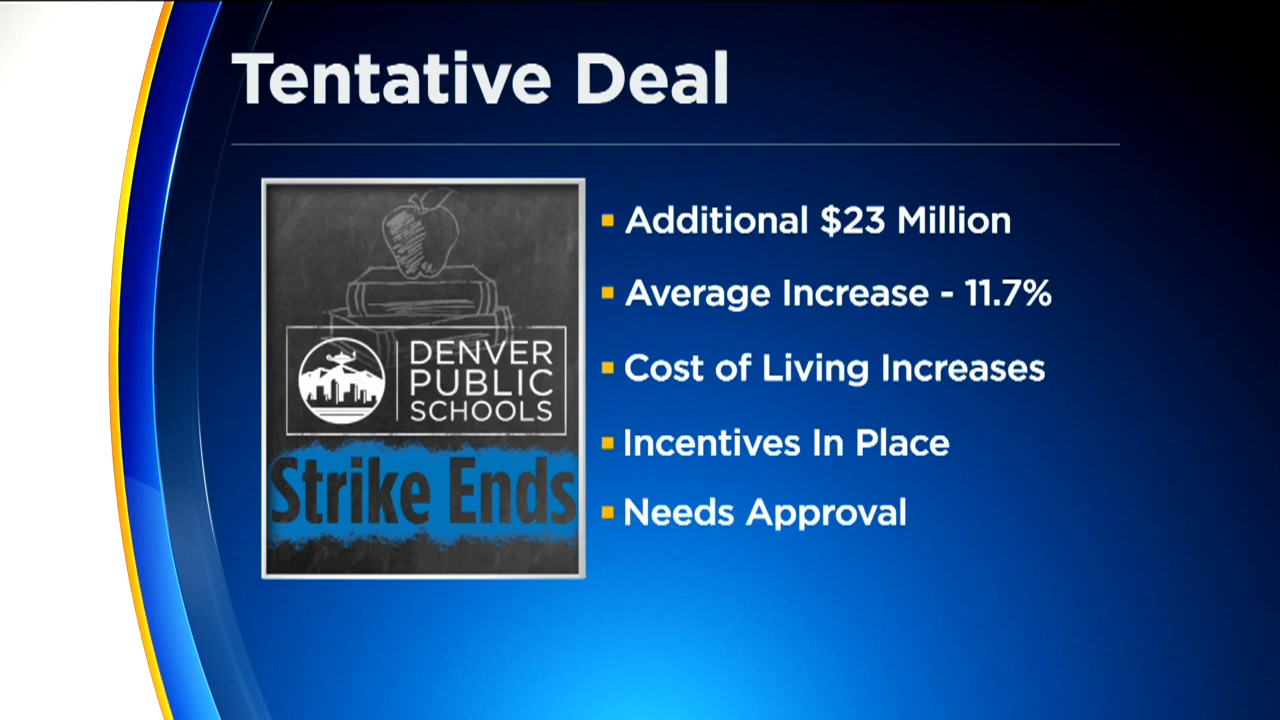 Tentative Deal
DENVER
PUBLIC
SCHOOLS
Strike Ends
Additional $23 Million
Average Increase - 11.7%
Cost of Living Increases
Incentives In Place
Needs Approval